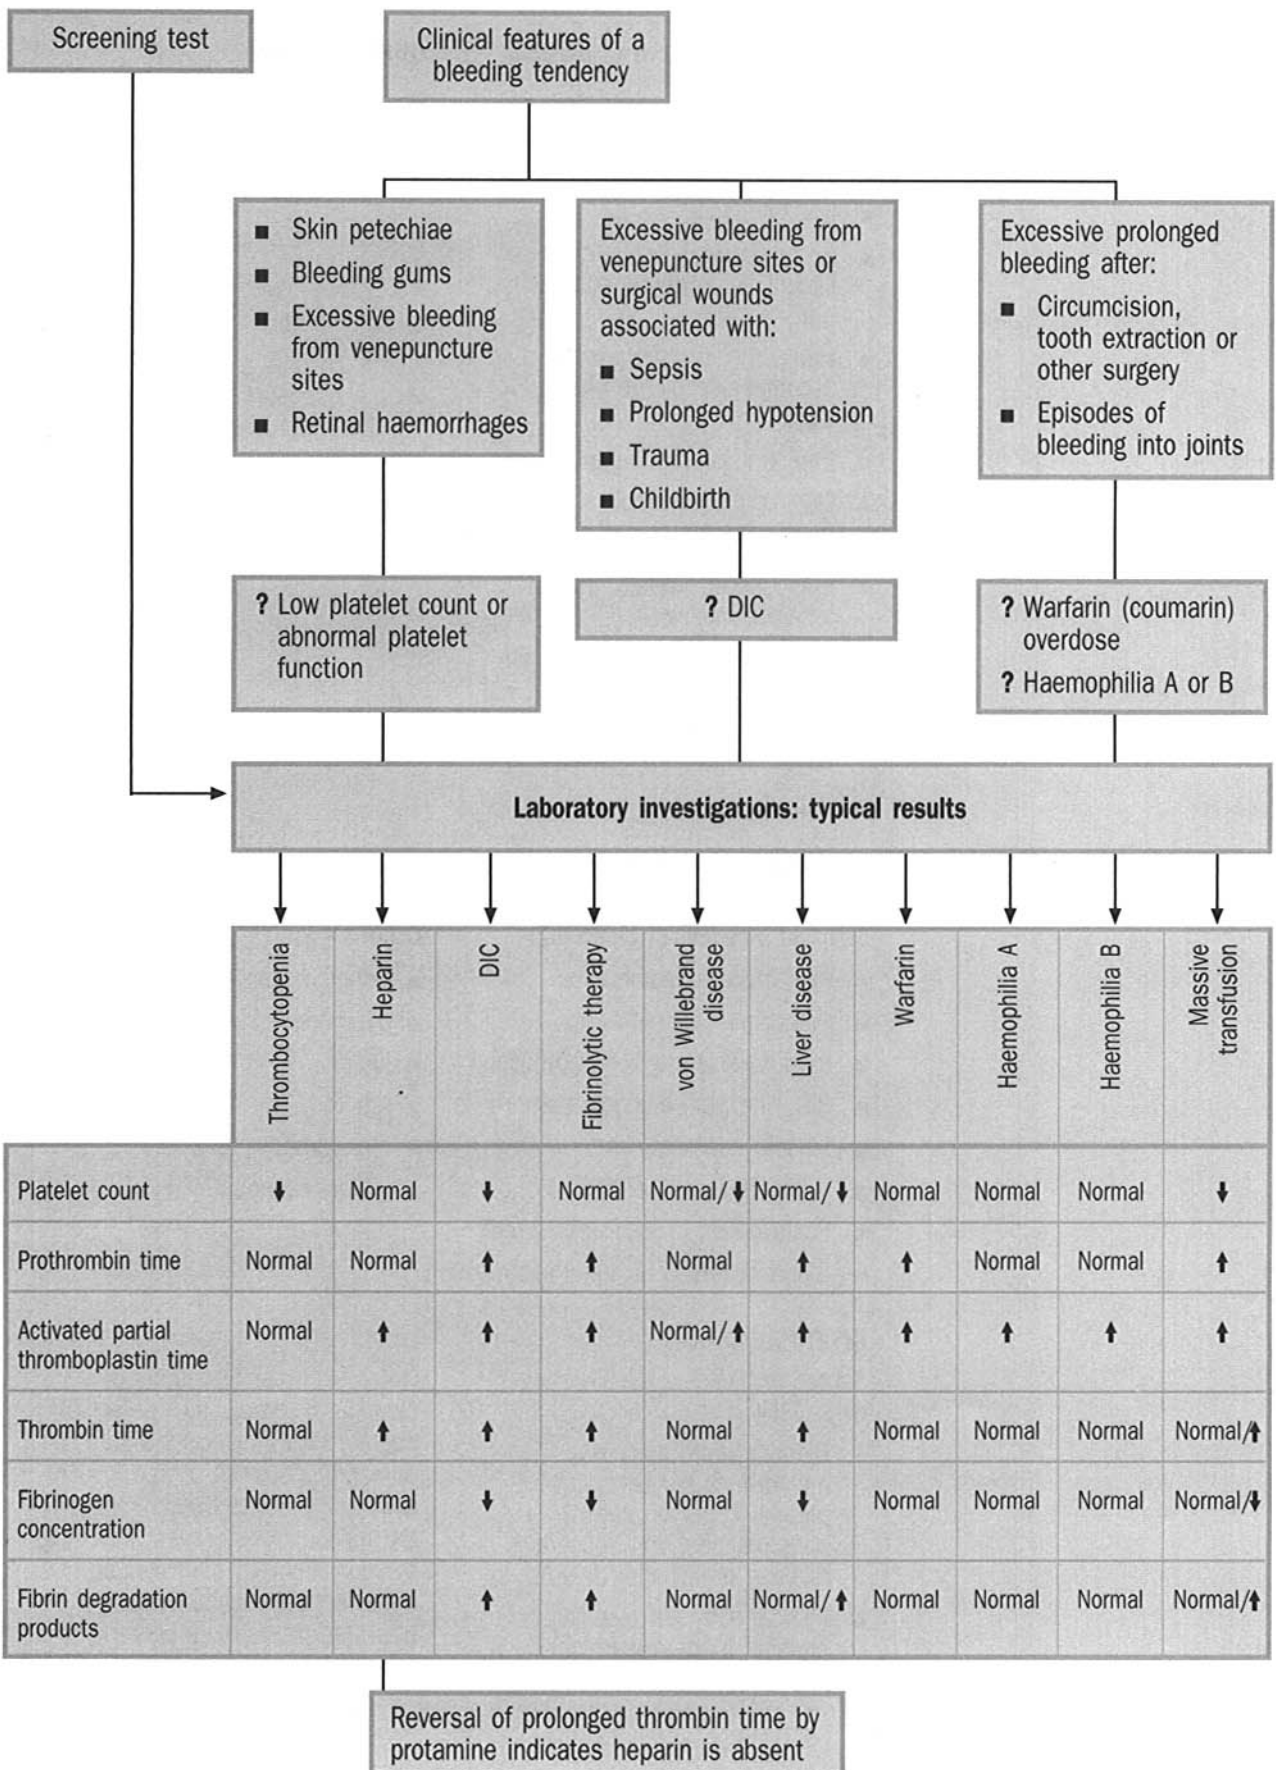 Screening test
Clinical features of a
bleeding tendency
■ Skin petechiae
■ Bleeding gums
■ Excessive bleeding
from venepuncture
sites
■ Retinal haemorrhages
Excessive bleeding from
venepuncture sites or
surgical wounds
associated with:
■ Sepsis
■ Prolonged hypotension
■ Trauma
■ Childbirth
Excessive prolonged
bleeding after:
■ Circumcision,
tooth extraction or
other surgery
■ Episodes of
bleeding into joints
? Low platelet count or
abnormal platelet
function
? DIC
? Warfarin (coumarin)
overdose
? Haemophilia A or B
Laboratory investigations: typical results
Thrombocytopenia
Heparin
DIC
Fibrinolytic therapy
von Willebrand
disease
Liver disease
Warfarin
Haemophilia A
Haemophilia B
Massive
transfusion
Platelet count ⬇ Normal ⬇ Normal Normal/⬇ Normal/⬇ Normal Normal Normal ⬇
Prothrombin time Normal Normal ⬆ ⬆ Normal ⬆ ⬆ Normal Normal ⬆
Activated partial
thromboplastin time Normal ⬆ ⬆ ⬆ Normal/⬆ ⬆ ⬆ ⬆ ⬆ ⬆
Thrombin time Normal ⬆ ⬆ ⬆ Normal ⬆ Normal Normal Normal Normal/⬆
Fibrinogen
concentration Normal Normal ⬇ ⬇ Normal ⬇ Normal Normal Normal Normal/⬇
Fibrin degradation
products Normal Normal ⬆ ⬆ Normal Normal/⬆ Normal Normal Normal Normal/⬆
Reversal of prolonged thrombin time by
protamine indicates heparin is absent